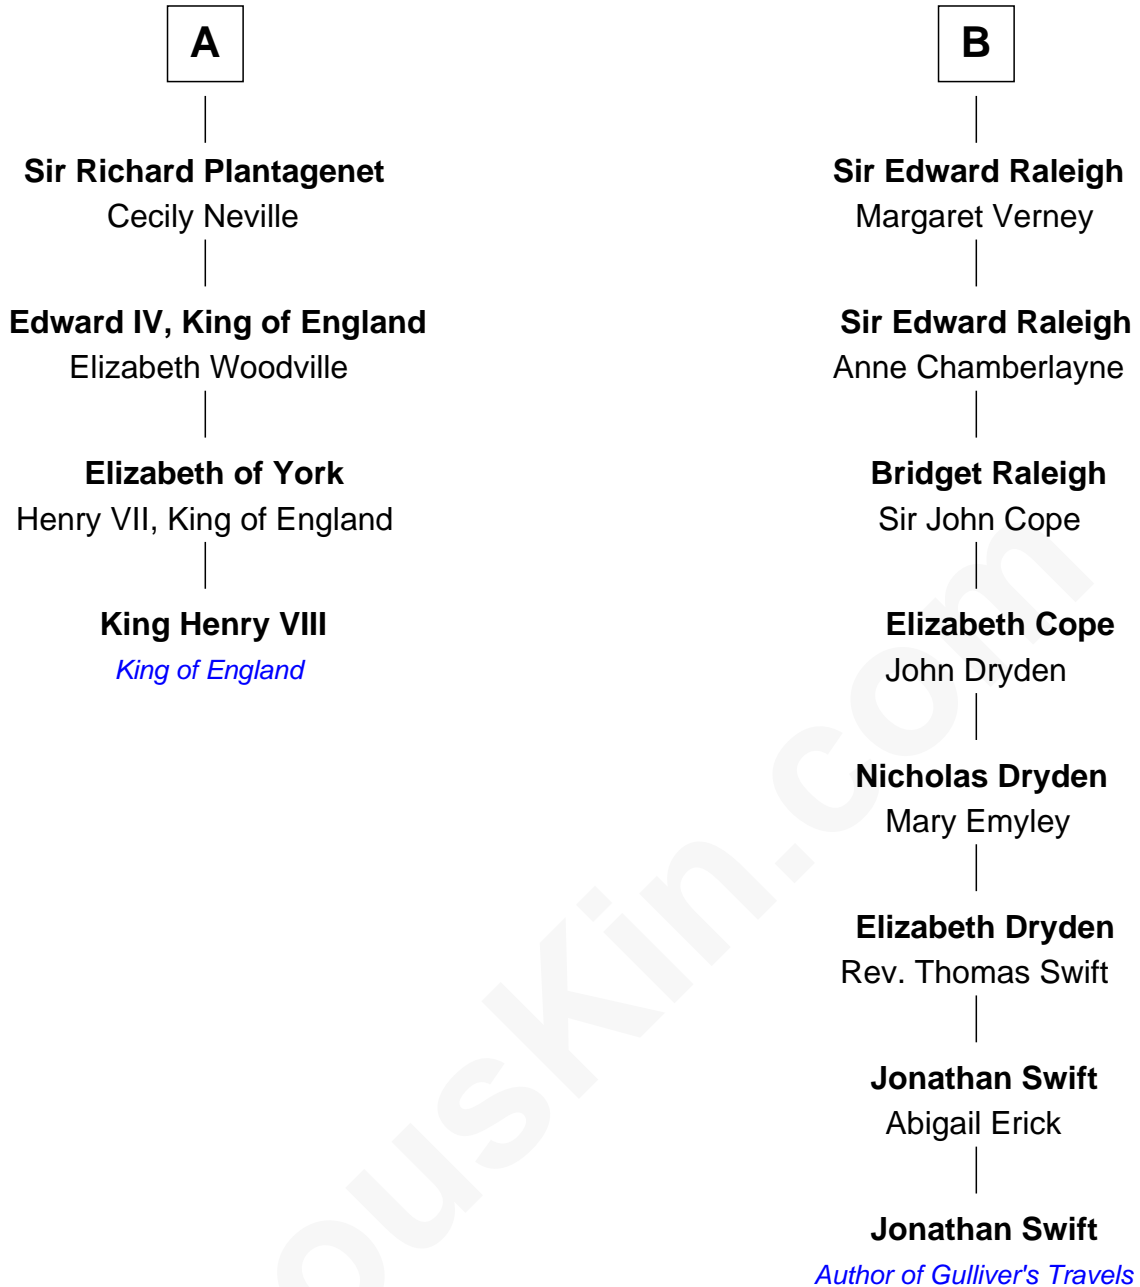 A
Sir Richard Plantagenet
Cecily Neville
Edward IV, King of England
Elizabeth Woodville
Elizabeth of York
Henry VII, King of England
King Henry VIII
King of England
B
Sir Edward Raleigh
Margaret Verney
Sir Edward Raleigh
Anne Chamberlayne
Bridget Raleigh
Sir John Cope
Elizabeth Cope
John Dryden
Nicholas Dryden
Mary Emyley
Elizabeth Dryden
Rev. Thomas Swift
Jonathan Swift
Abigail Erick
Jonathan Swift
Author of Gulliver's Travels
ousKin.com